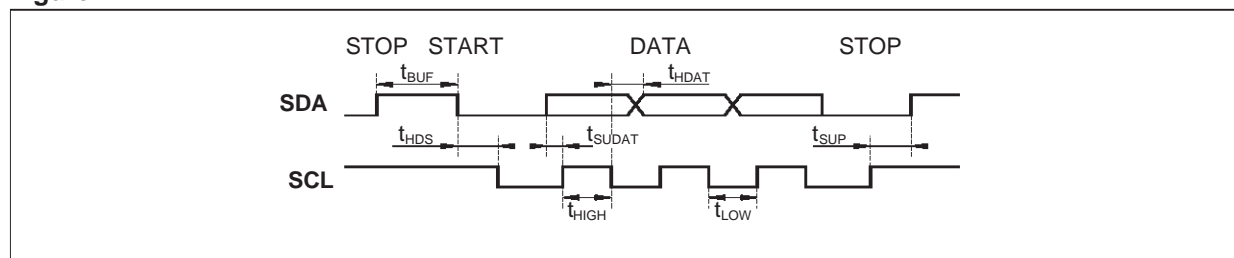 STOP START DATA STOP
tBUF tHDAT
SDA
tHDS tSUDAT tSUP
SCL
tHIGH tLOW